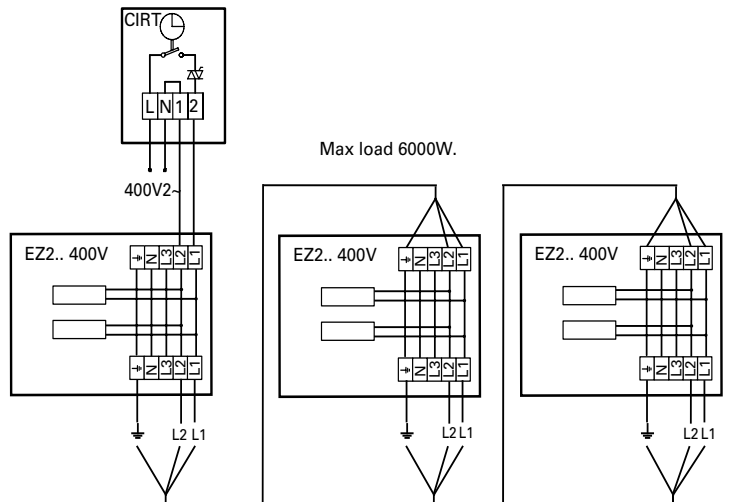 CIRT
L N 1 2
Max load 6000W.
400V2~
EZ2.. 400V
N L3 L2 L1
N L3 L2 L1
L2 L1
EZ2.. 400V
N L3 L2 L1
N L3 L2 L1
L2 L1
EZ2.. 400V
N L3 L2 L1
N L3 L2 L1
L2 L1